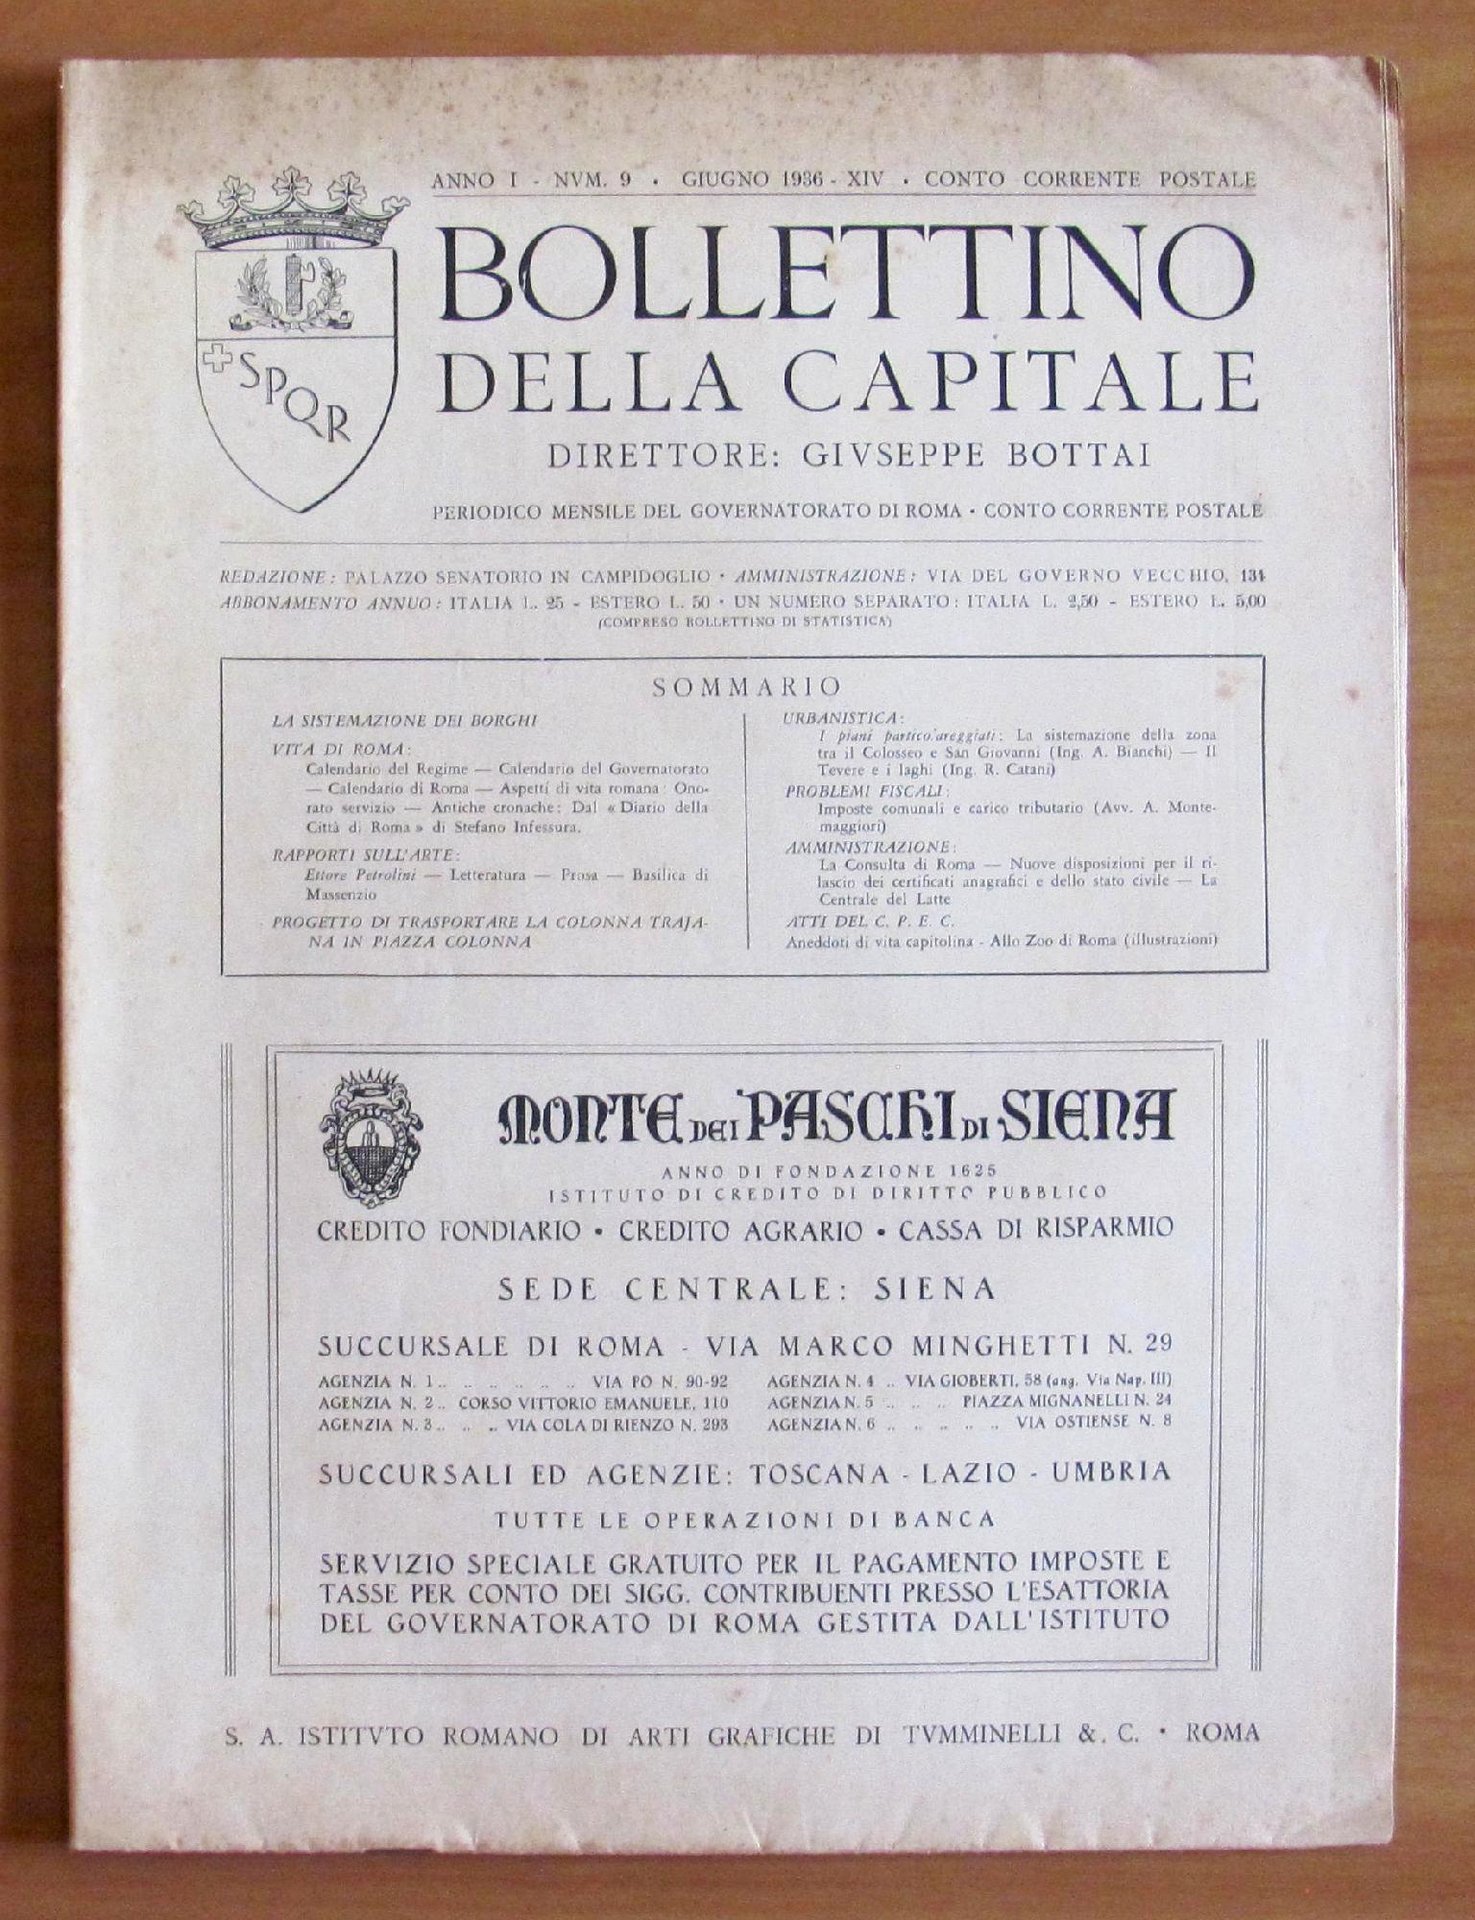 ANNO I - NVM. 9 • GIUGNO 1936 - XIV • CONTO CORRENTE POSTALE
BOLLETTINO
DELLA CAPITALE
DIRETTORE: GIVSEPPE BOTTAI
PERIODICO MENSILE DEL GOVERNATORATO DI ROMA • CONTO CORRENTE POSTALE
SPQR
REDAZIONE: PALAZZO SENATORIO IN CAMPIDOGLIO • AMMINISTRAZIONE: VIA DEL GOVERNO VECCHIO, 134
ABBONAMENTO ANNUO: ITALIA L. 25 - ESTERO L. 50 • UN NUMERO SEPARATO: ITALIA L. 2,50 - ESTERO L. 5,00
(COMPRESO BOLLETTINO DI STATISTICA)
SOMMARIO
LA SISTEMAZIONE DEI BORGHI
VITA DI ROMA:
Calendario del Regime — Calendario del Governatorato
— Calendario di Roma — Aspetti di vita romana: Ono-
rato servizio — Antiche cronache: Dal « Diario della
Città di Roma » di Stefano Infessura.
RAPPORTI SULL'ARTE:
Ettore Petrolini — Letteratura — Prosa — Basilica di
Massenzio
PROGETTO DI TRASPORTARE LA COLONNA TRAJA-
NA IN PIAZZA COLONNA
URBANISTICA:
I piani partico'areggiati: La sistemazione della zona
tra il Colosseo e San Giovanni (Ing. A. Bianchi) — Il
Tevere e i laghi (Ing. R. Catani)
PROBLEMI FISCALI:
Imposte comunali e carico tributario (Avv. A. Monte-
maggiori)
AMMINISTRAZIONE:
La Consulta di Roma — Nuove disposizioni per il ri-
lascio dei certificati anagrafici e dello stato civile — La
Centrale del Latte
ATTI DEL C. P. E. C.
Aneddoti di vita capitolina - Allo Zoo di Roma (illustrazioni)
MONTE DEI PASCHI DI SIENA
ANNO DI FONDAZIONE 1625
ISTITUTO DI CREDITO DI DIRITTO PUBBLICO
CREDITO FONDIARIO • CREDITO AGRARIO • CASSA DI RISPARMIO
SEDE CENTRALE: SIENA
SUCCURSALE DI ROMA - VIA MARCO MINGHETTI N. 29
AGENZIA N. 1 .. .. .. .. .. .. VIA PO N. 90-92
AGENZIA N. 2 .. CORSO VITTORIO EMANUELE, 110
AGENZIA N. 3 .. .. .. VIA COLA DI RIENZO N. 293
AGENZIA N. 4 .. VIA GIOBERTI, 58 (ang. Via Nap. III)
AGENZIA N. 5 .. .. .. PIAZZA MIGNANELLI N. 24
AGENZIA N. 6 .. .. .. .. .. VIA OSTIENSE N. 8
SUCCURSALI ED AGENZIE: TOSCANA - LAZIO - UMBRIA
TUTTE LE OPERAZIONI DI BANCA
SERVIZIO SPECIALE GRATUITO PER IL PAGAMENTO IMPOSTE E
TASSE PER CONTO DEI SIGG. CONTRIBUENTI PRESSO L'ESATTORIA
DEL GOVERNATORATO DI ROMA GESTITA DALL'ISTITUTO
S. A. ISTITVTO ROMANO DI ARTI GRAFICHE DI TVMMINELLI & C. • ROMA